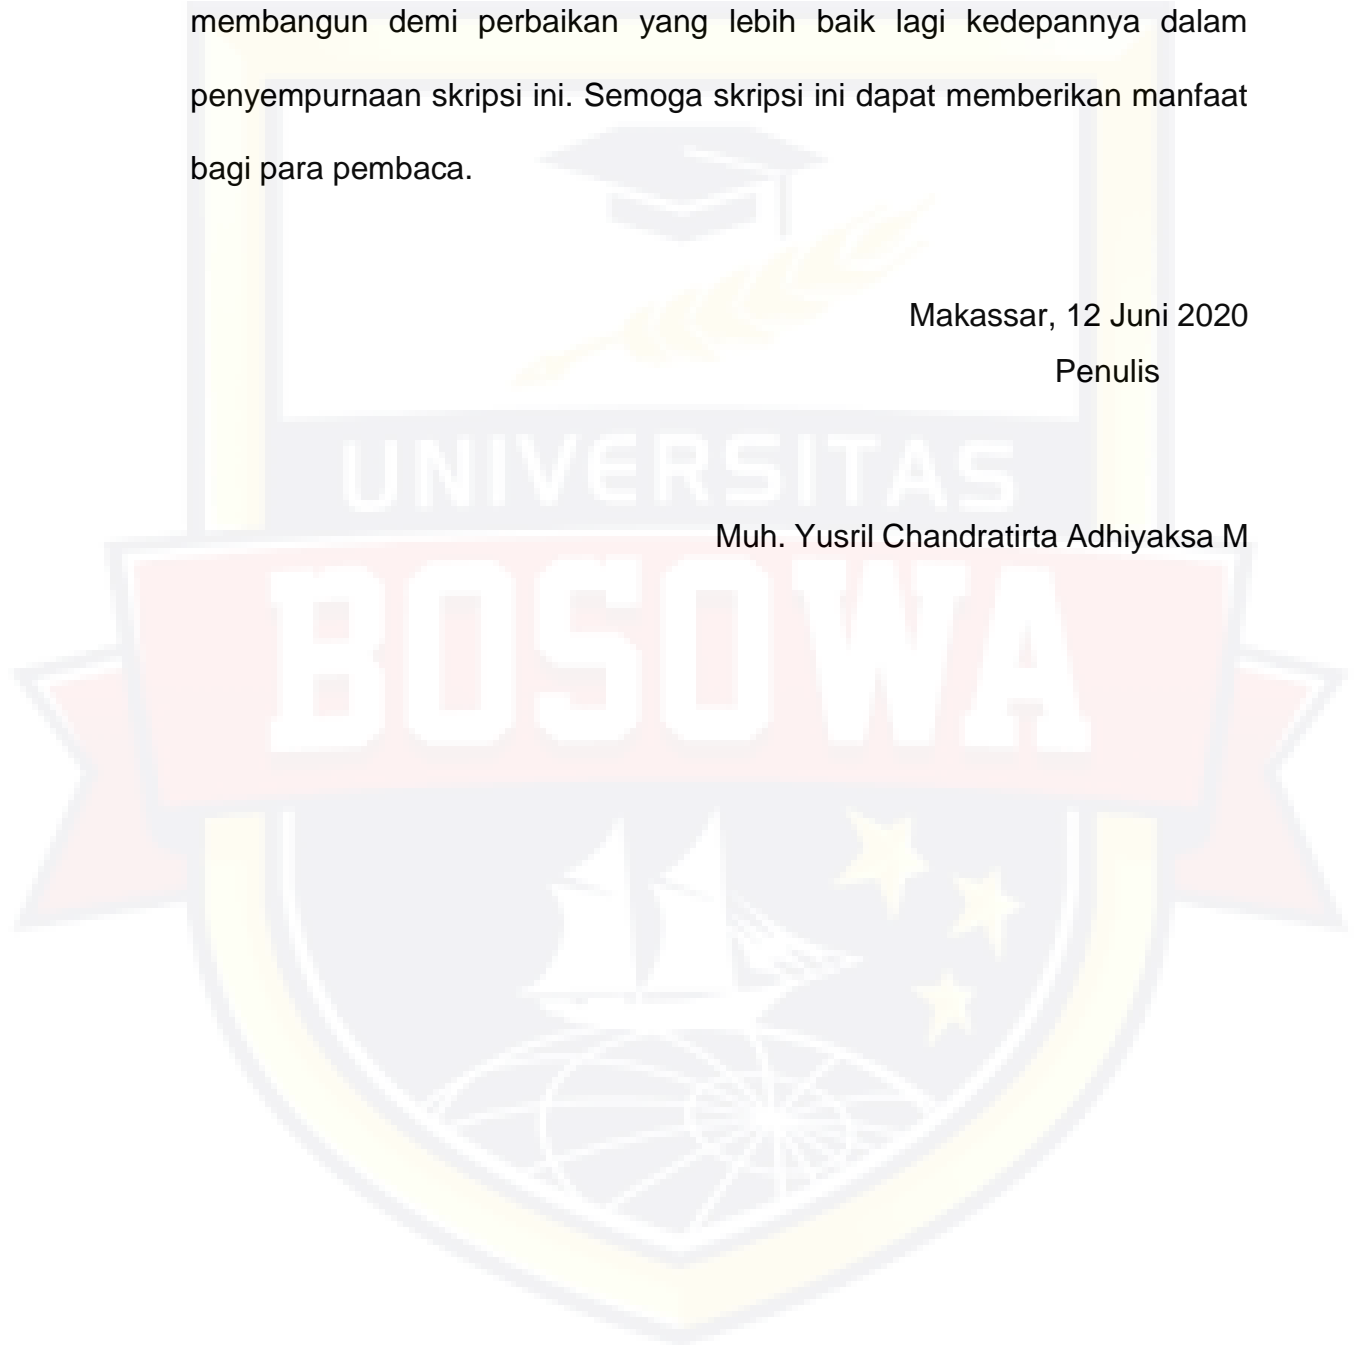 membangun demi perbaikan yang lebih baik lagi kedepannya dalam
penyempurnaan skripsi ini. Semoga skripsi ini dapat memberikan manfaat
bagi para pembaca.
Makassar, 12 Juni 2020
Penulis
UNIVERSITAS
Muh. Yusril Chandratirta Adhiyaksa M
BOSOWA